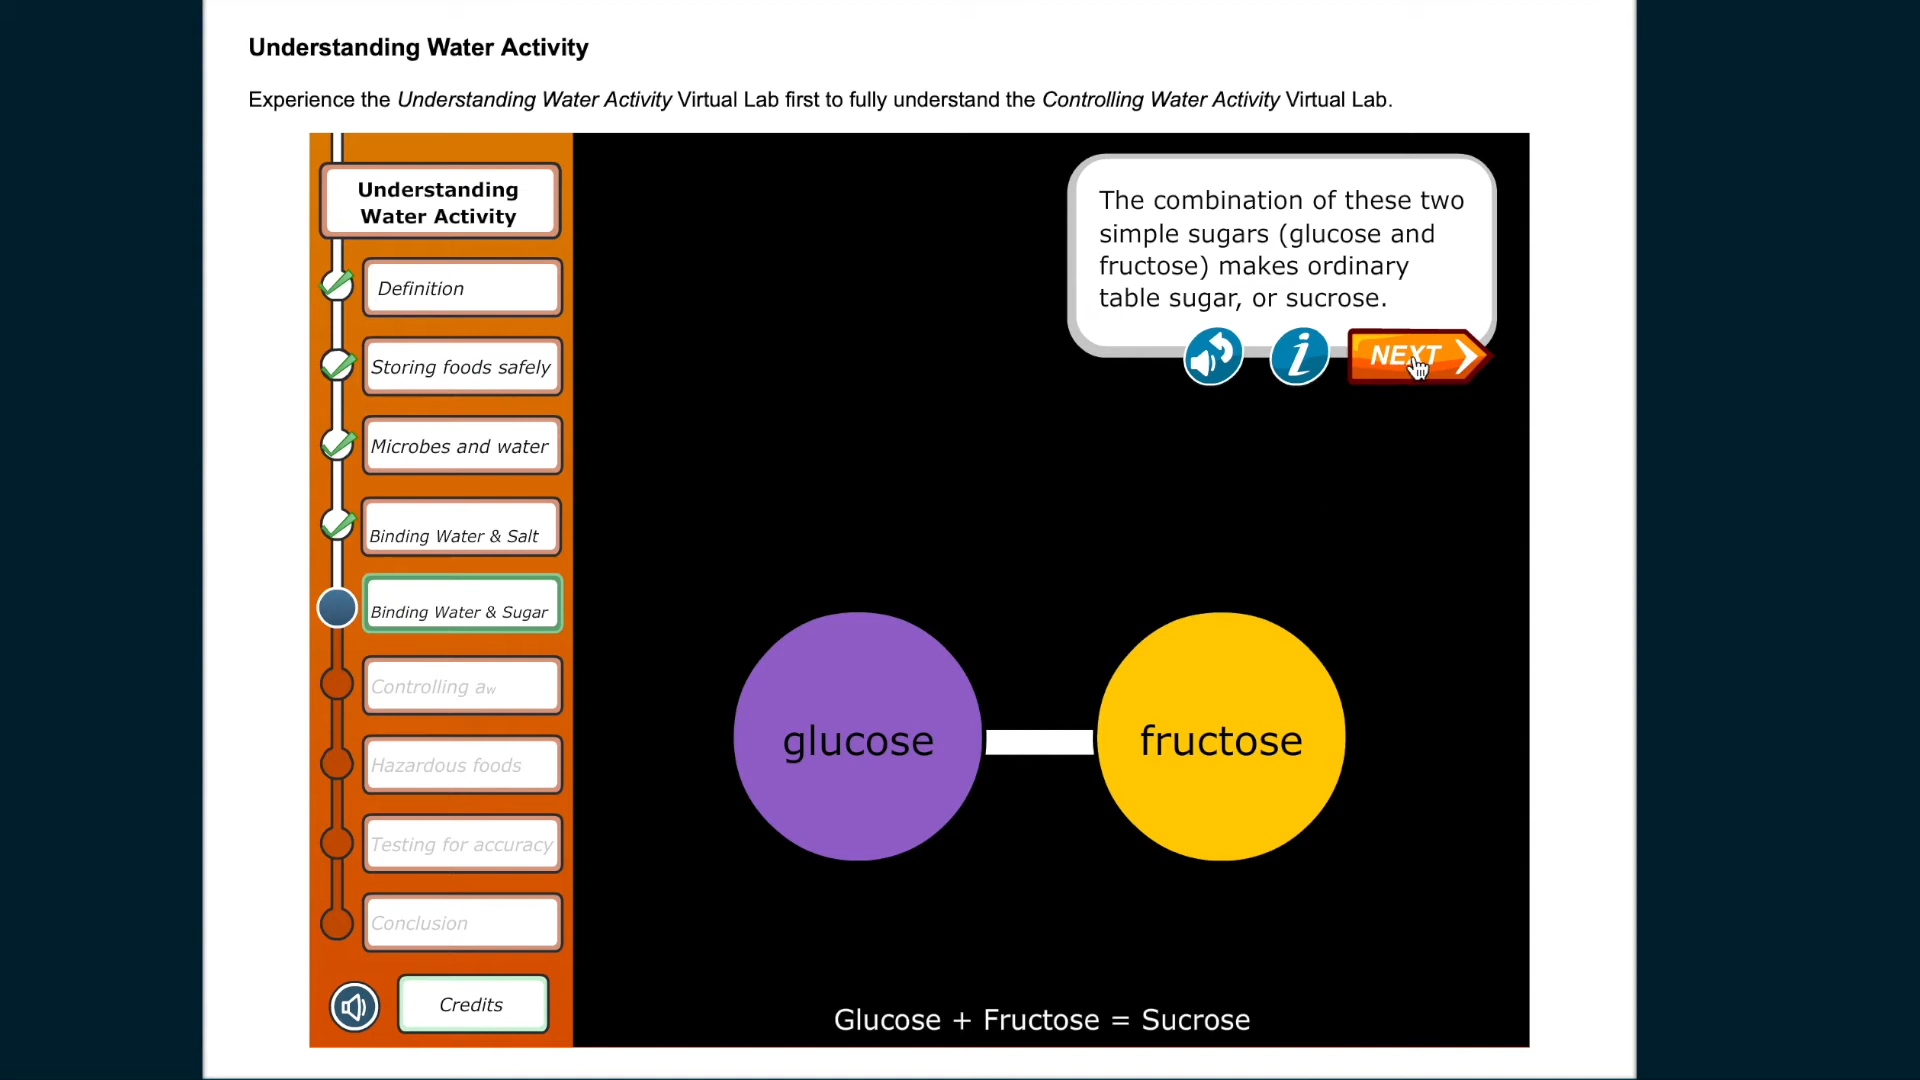 Understanding Water Activity
Experience the Understanding Water Activity Virtual Lab first to fully understand the Controlling Water Activity Virtual Lab.
Understanding
Water Activity
Definition
Storing foods safely
Microbes and water
Binding Water & Salt
Binding Water & Sugar
Controlling aw
Hazardous foods
Testing for accuracy
Conclusion
Credits
The combination of these two
simple sugars (glucose and
fructose) makes ordinary
table sugar, or sucrose.
i
NEXT
glucose
fructose
Glucose + Fructose = Sucrose